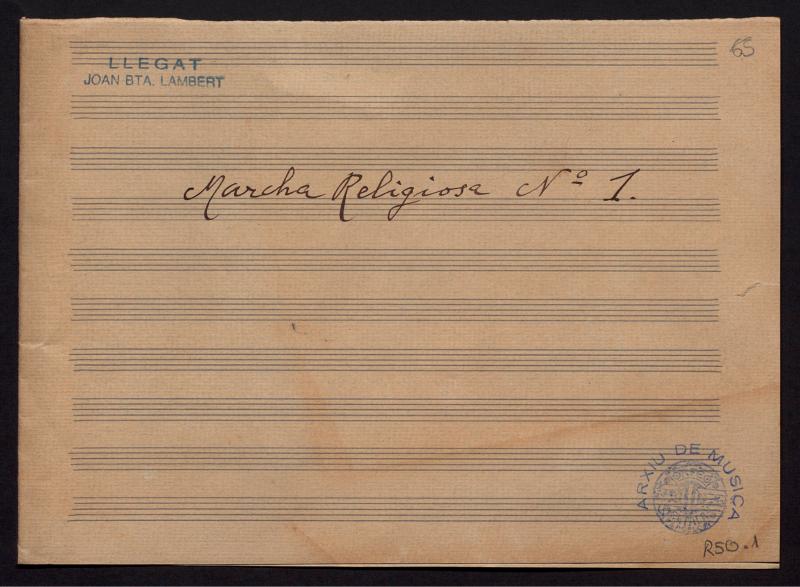 LLEGAT
JOAN BTA. LAMBERT
65
Marcha Religiosa Nº 1.
ARXIU DE MUSICA
R50.1